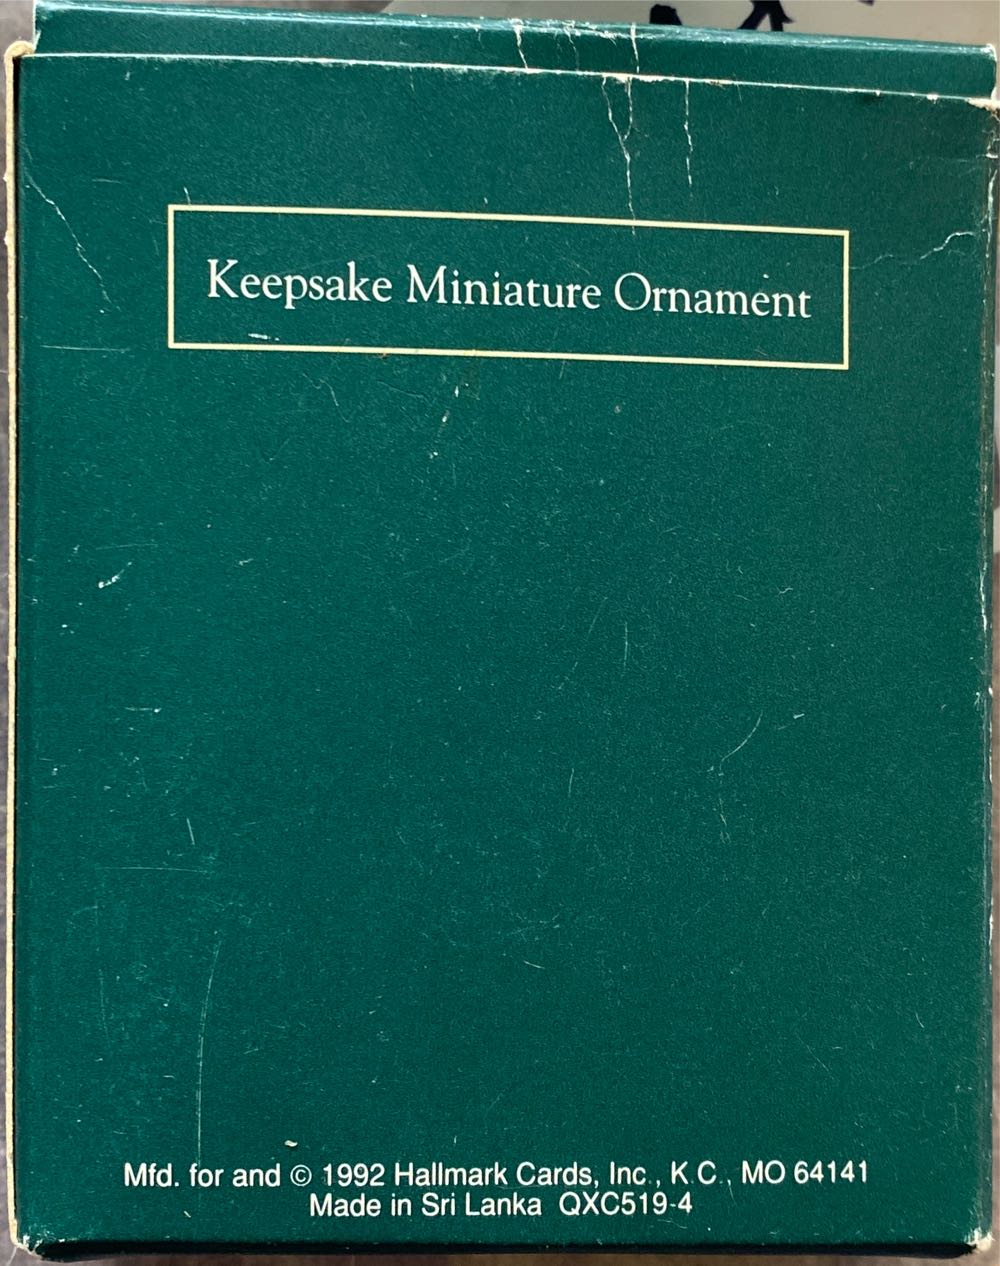 Keepsake Miniature Ornament
Mfd. for and © 1992 Hallmark Cards, Inc., K.C., MO 64141
Made in Sri Lanka QXC519-4